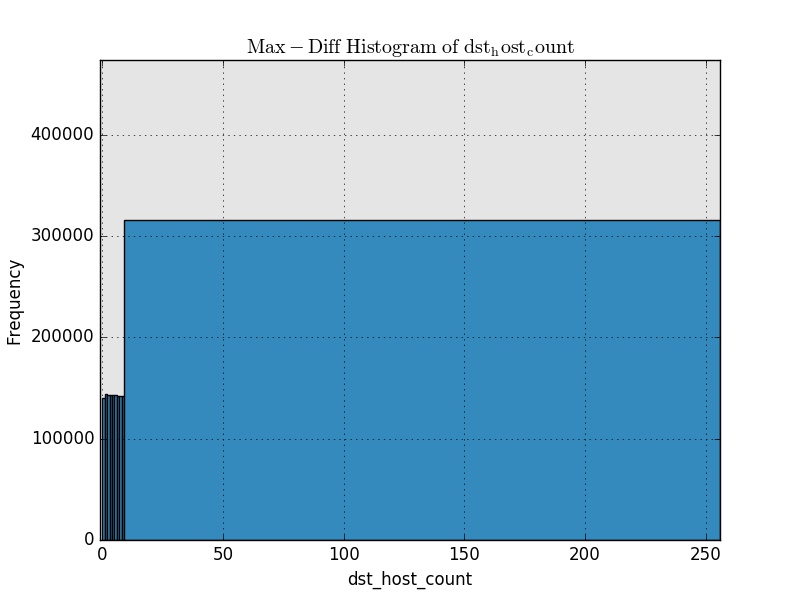 Max − Diff Histogram of dst_host_count
400000
300000
200000
100000
0
Frequency
0 50 100 150 200 250
dst_host_count